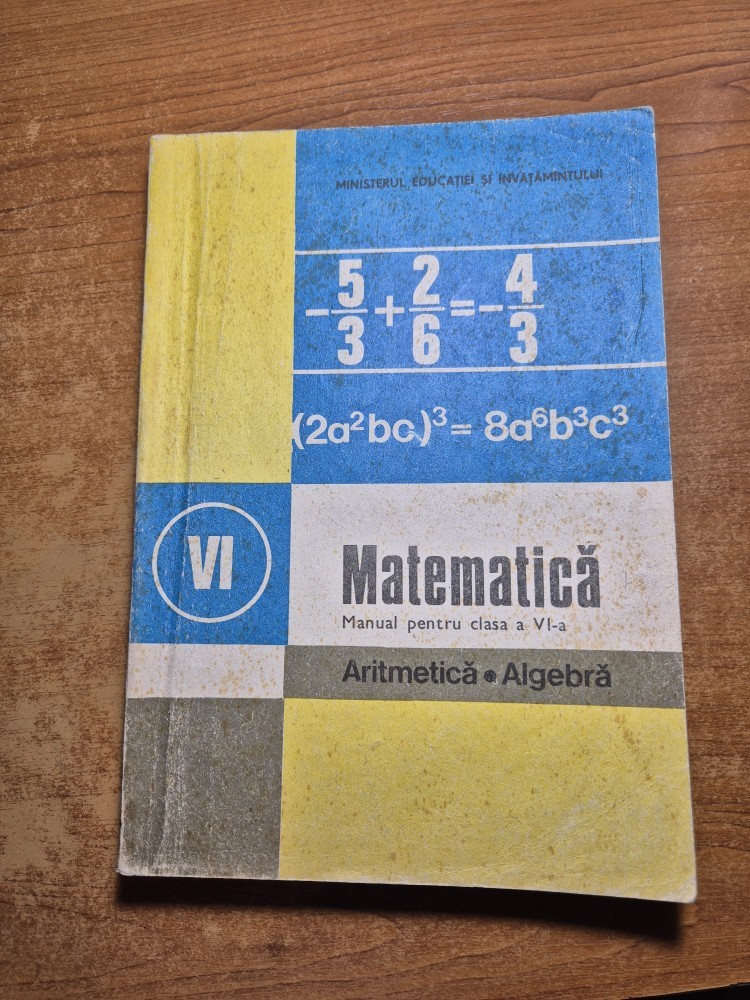 MINISTERUL EDUCAȚIEI ȘI INVĂȚĂMINTULUI
-5/3+2/6=-4/3
(2a²bc)³= 8a⁶b³c³
VI
Matematică
Manual pentru clasa a VI-a
Aritmetică • Algebră